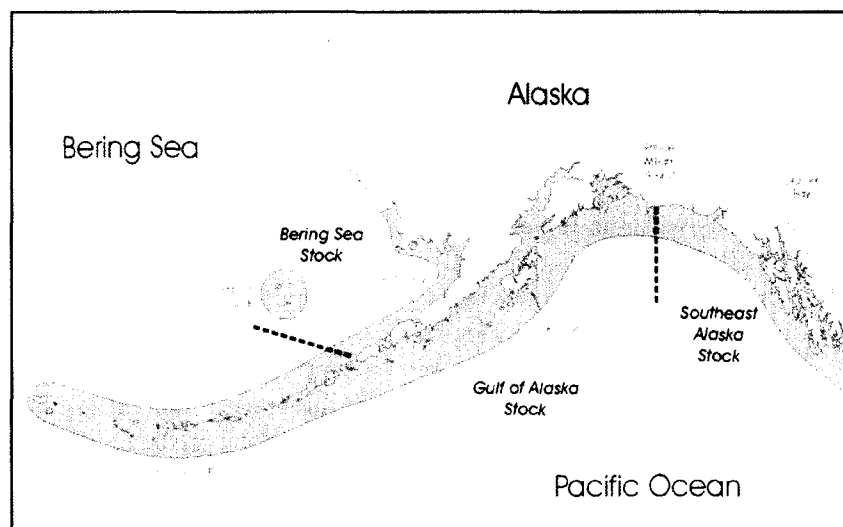 Alaska
Bering Sea
Bering Sea
Stock
Southeast
Alaska
Stock
Gulf of Alaska
Stock
Pacific Ocean